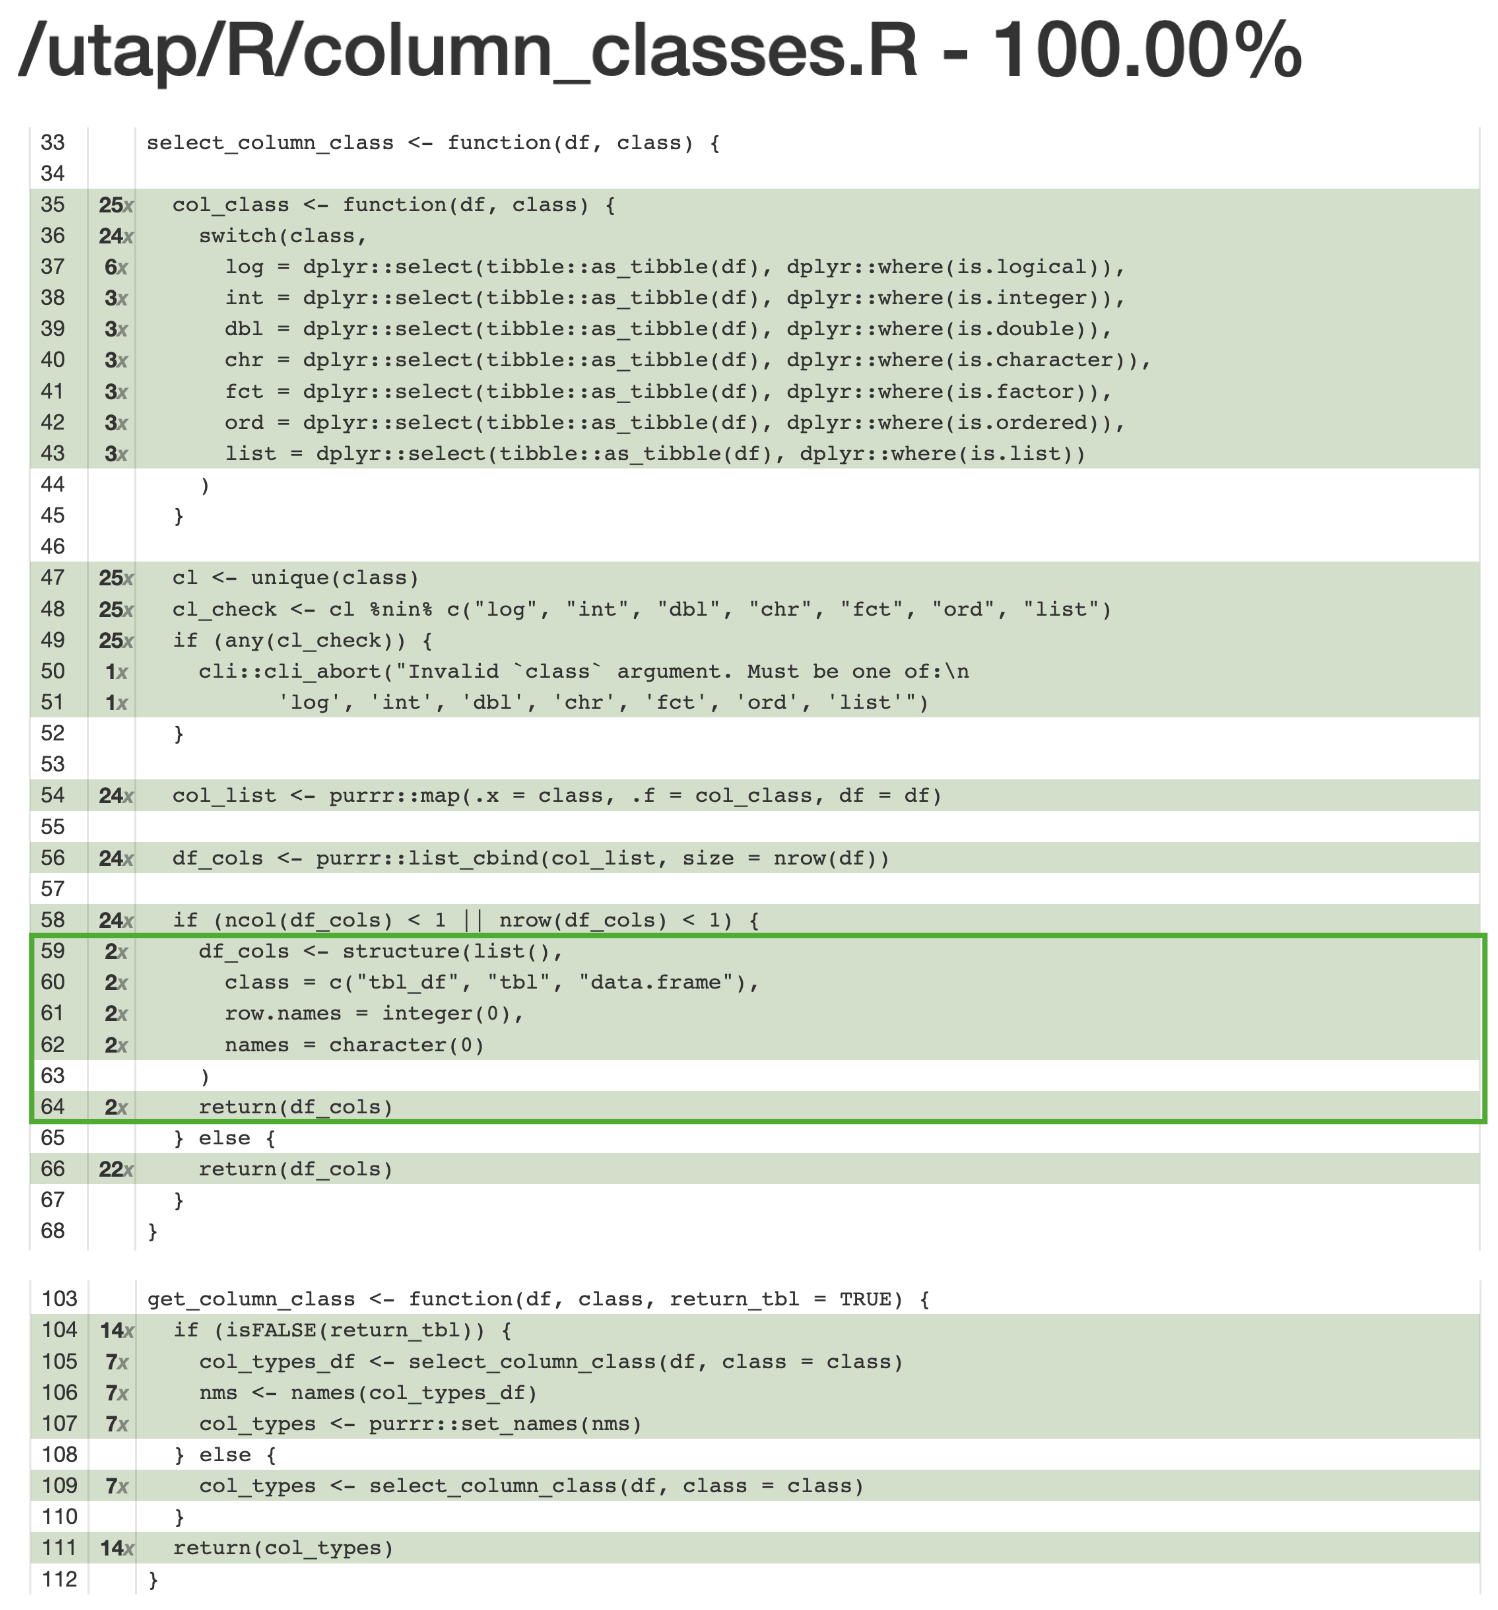 /utap/R/column_classes.R - 100.00%
33 select_column_class <- function(df, class) {
34
35 25x col_class <- function(df, class) {
36 24x switch(class,
37 6x log = dplyr::select(tibble::as_tibble(df), dplyr::where(is.logical)),
38 3x int = dplyr::select(tibble::as_tibble(df), dplyr::where(is.integer)),
39 3x dbl = dplyr::select(tibble::as_tibble(df), dplyr::where(is.double)),
40 3x chr = dplyr::select(tibble::as_tibble(df), dplyr::where(is.character)),
41 3x fct = dplyr::select(tibble::as_tibble(df), dplyr::where(is.factor)),
42 3x ord = dplyr::select(tibble::as_tibble(df), dplyr::where(is.ordered)),
43 3x list = dplyr::select(tibble::as_tibble(df), dplyr::where(is.list))
44 )
45 }
46
47 25x cl <- unique(class)
48 25x cl_check <- cl %nin% c("log", "int", "dbl", "chr", "fct", "ord", "list")
49 25x if (any(cl_check)) {
50 1x cli::cli_abort("Invalid `class` argument. Must be one of:\n
51 1x 'log', 'int', 'dbl', 'chr', 'fct', 'ord', 'list'")
52 }
53
54 24x col_list <- purrr::map(.x = class, .f = col_class, df = df)
55
56 24x df_cols <- purrr::list_cbind(col_list, size = nrow(df))
57
58 24x if (ncol(df_cols) < 1 || nrow(df_cols) < 1) {
59 2x df_cols <- structure(list(),
60 2x class = c("tbl_df", "tbl", "data.frame"),
61 2x row.names = integer(0),
62 2x names = character(0)
63 )
64 2x return(df_cols)
65 } else {
66 22x return(df_cols)
67 }
68 }
103 get_column_class <- function(df, class, return_tbl = TRUE) {
104 14x if (isFALSE(return_tbl)) {
105 7x col_types_df <- select_column_class(df, class = class)
106 7x nms <- names(col_types_df)
107 7x col_types <- purrr::set_names(nms)
108 } else {
109 7x col_types <- select_column_class(df, class = class)
110 }
111 14x return(col_types)
112 }